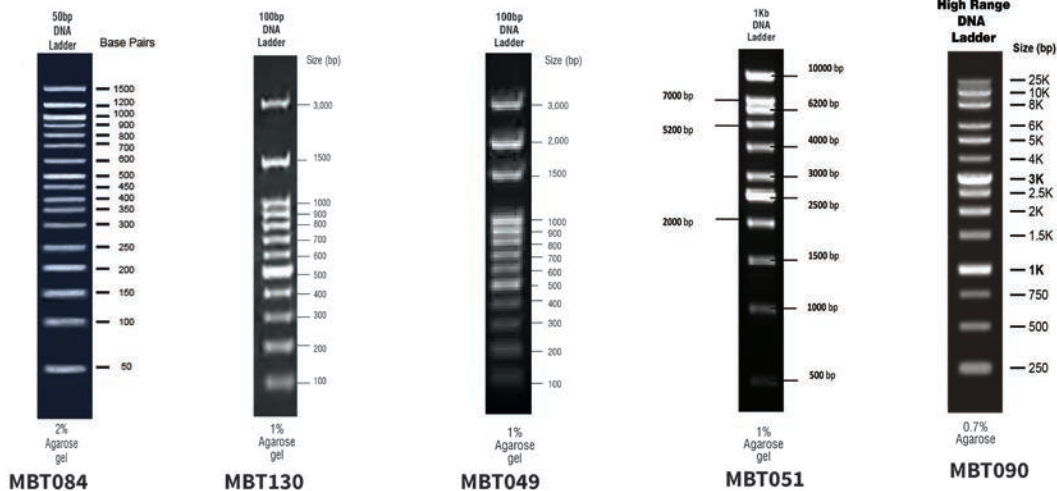 50bp
DNA
Ladder
Base Pairs
1500
1200
1000
900
800
700
600
500
450
400
350
300
250
200
150
100
50
2%
Agarose
gel
MBT084
100bp
DNA
Ladder
Size (bp)
3,000
1500
1000
900
800
700
600
500
400
300
200
100
1%
Agarose
gel
MBT130
100bp
DNA
Ladder
Size (bp)
3,000
2,000
1500
1000
900
800
700
600
500
400
300
200
100
1%
Agarose
gel
MBT049
1Kb
DNA
Ladder
10000 bp
7000 bp
6200 bp
5200 bp
4000 bp
3000 bp
2500 bp
2000 bp
1500 bp
1000 bp
500 bp
1%
Agarose
gel
MBT051
High Range
DNA
Ladder
Size (bp)
25K
10K
8K
6K
5K
4K
3K
2.5K
2K
1.5K
1K
750
500
250
0.7%
Agarose
MBT090